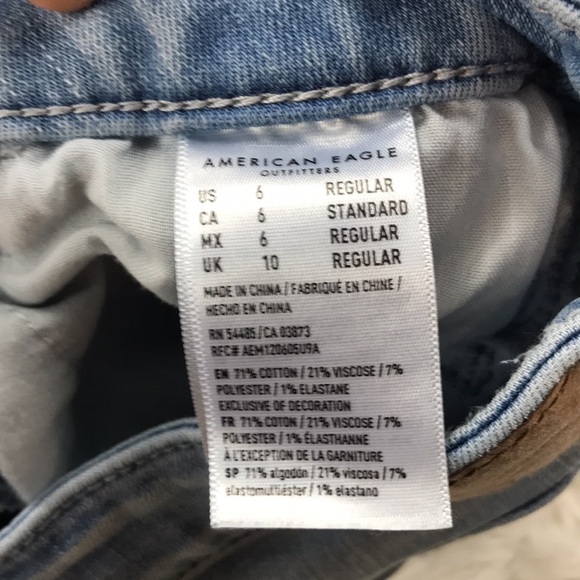 AMERICAN EAGLE
OUTFITTERS
US 6 REGULAR
CA 6 STANDARD
MX 6 REGULAR
UK 10 REGULAR
MADE IN CHINA / FABRIQUÉ EN CHINE /
HECHO EN CHINA
RN 54485/CA 03873
RFC# AEM120605U9A
EN 71% COTTON / 21% VISCOSE / 7%
POLYESTER / 1% ELASTANE
EXCLUSIVE OF DECORATION
FR 71% COTON / 21% VISCOSE / 7%
POLYESTER / 1% ÉLASTHANNE
À L'EXCEPTION DE LA GARNITURE
SP 71% algodón / 21% viscosa / 7%
elastomultiéster / 1% elastano